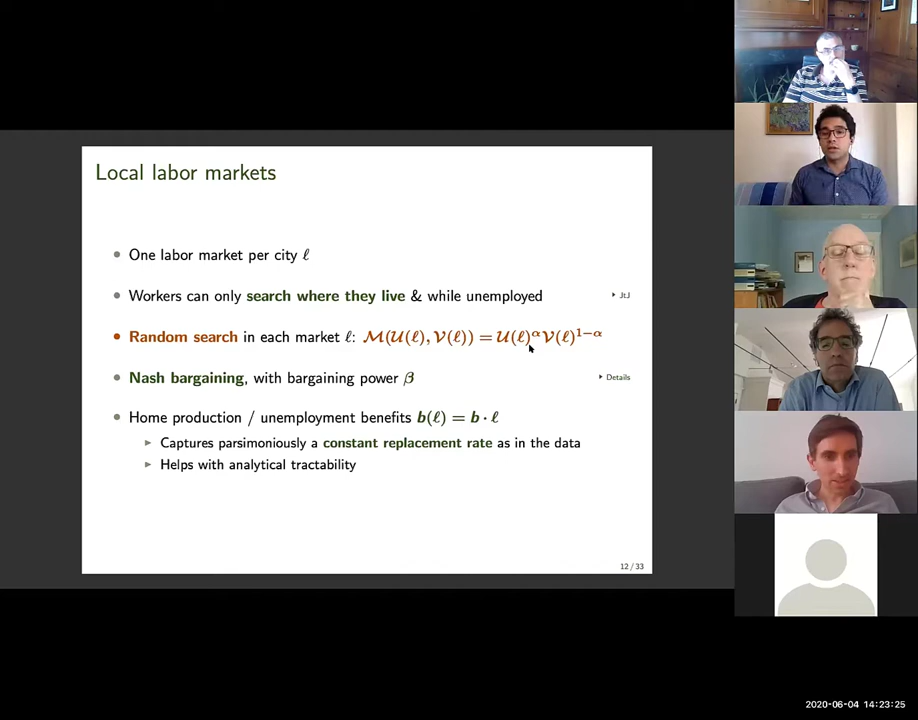 Local labor markets
• One labor market per city ℓ
• Workers can only search where they live & while unemployed ▸ JtJ
• Random search in each market ℓ: ℳ(𝒰(ℓ), 𝒱(ℓ)) = 𝒰(ℓ)^α 𝒱(ℓ)^{1−α}
• Nash bargaining, with bargaining power β ▸ Details
• Home production / unemployment benefits b(ℓ) = b · ℓ
▸ Captures parsimoniously a constant replacement rate as in the data
▸ Helps with analytical tractability
12 / 33
2020-06-04 14:23:25